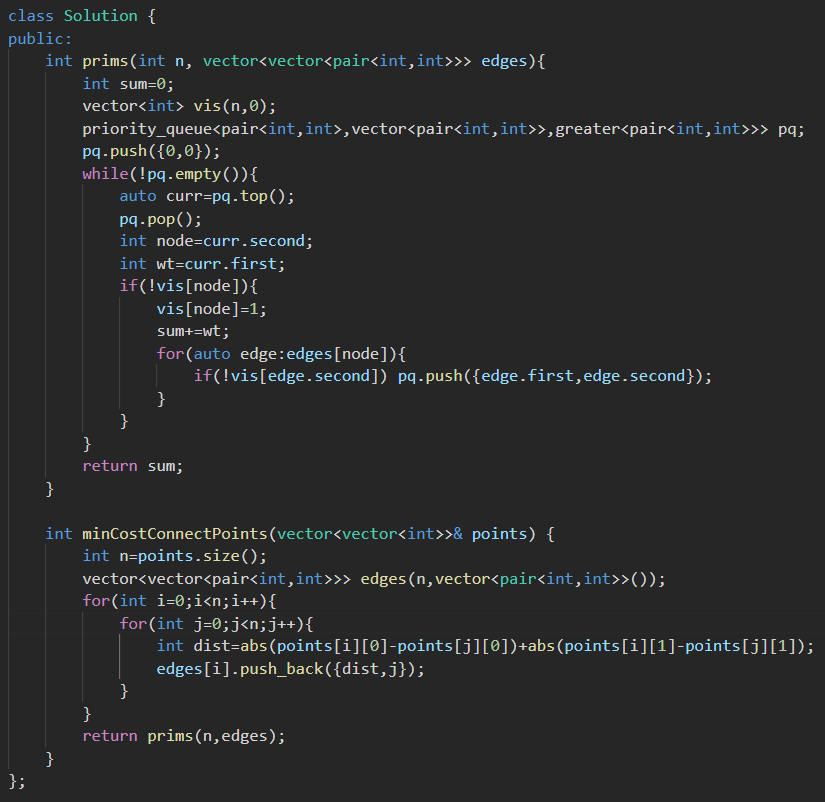 class Solution {
public:
    int prims(int n, vector<vector<pair<int,int>>> edges){
        int sum=0;
        vector<int> vis(n,0);
        priority_queue<pair<int,int>,vector<pair<int,int>>,greater<pair<int,int>>> pq;
        pq.push({0,0});
        while(!pq.empty()){
            auto curr=pq.top();
            pq.pop();
            int node=curr.second;
            int wt=curr.first;
            if(!vis[node]){
                vis[node]=1;
                sum+=wt;
                for(auto edge:edges[node]){
                    if(!vis[edge.second]) pq.push({edge.first,edge.second});
                }
            }
        }
        return sum;
    }

    int minCostConnectPoints(vector<vector<int>>& points) {
        int n=points.size();
        vector<vector<pair<int,int>>> edges(n,vector<pair<int,int>>());
        for(int i=0;i<n;i++){
            for(int j=0;j<n;j++){
                int dist=abs(points[i][0]-points[j][0])+abs(points[i][1]-points[j][1]);
                edges[i].push_back({dist,j});
            }
        }
        return prims(n,edges);
    }
};